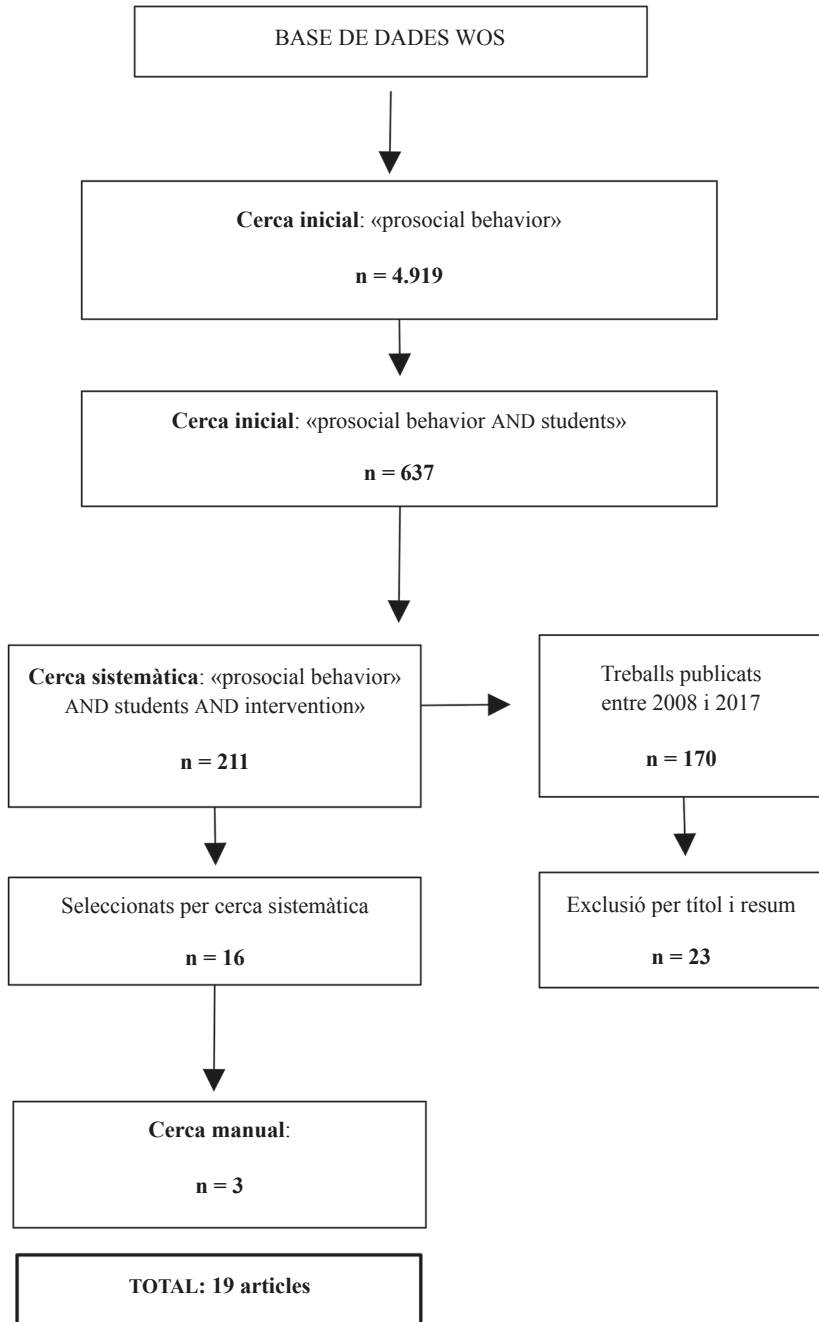 BASE DE DADES WOS
Cerca inicial: «prosocial behavior»
n = 4.919
Cerca inicial: «prosocial behavior AND students»
n = 637
Cerca sistemàtica: «prosocial behavior»
AND students AND intervention»
n = 211
Treballs publicats
entre 2008 i 2017
n = 170
Seleccionats per cerca sistemàtica
n = 16
Exclusió per títol i resum
n = 23
Cerca manual:
n = 3
TOTAL: 19 articles